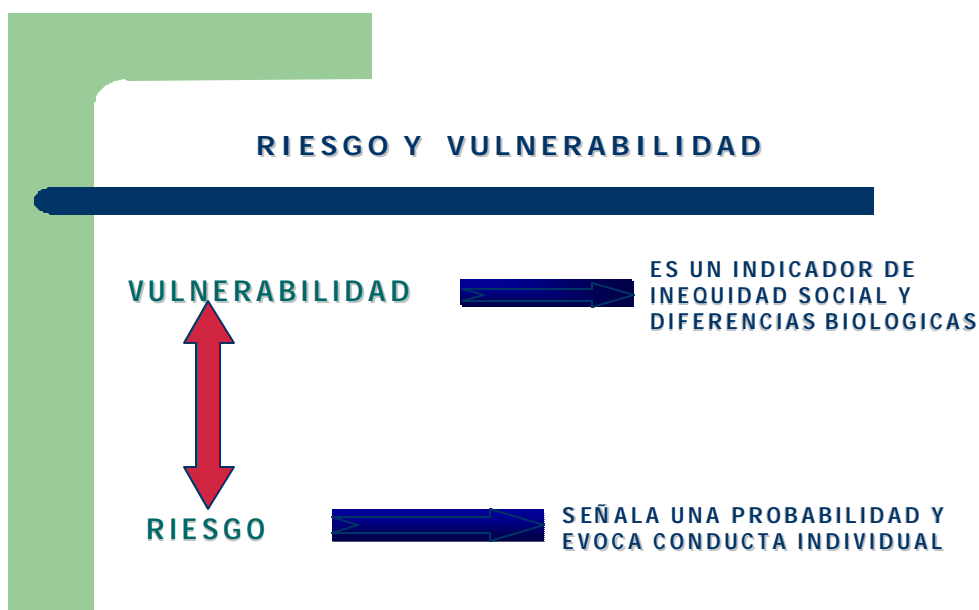 RIESGO Y VULNERABILIDAD
VULNERABILIDAD
ES UN INDICADOR DE
INEQUIDAD SOCIAL Y
DIFERENCIAS BIOLOGICAS
RIESGO
SEÑALA UNA PROBABILIDAD Y
EVOCA CONDUCTA INDIVIDUAL